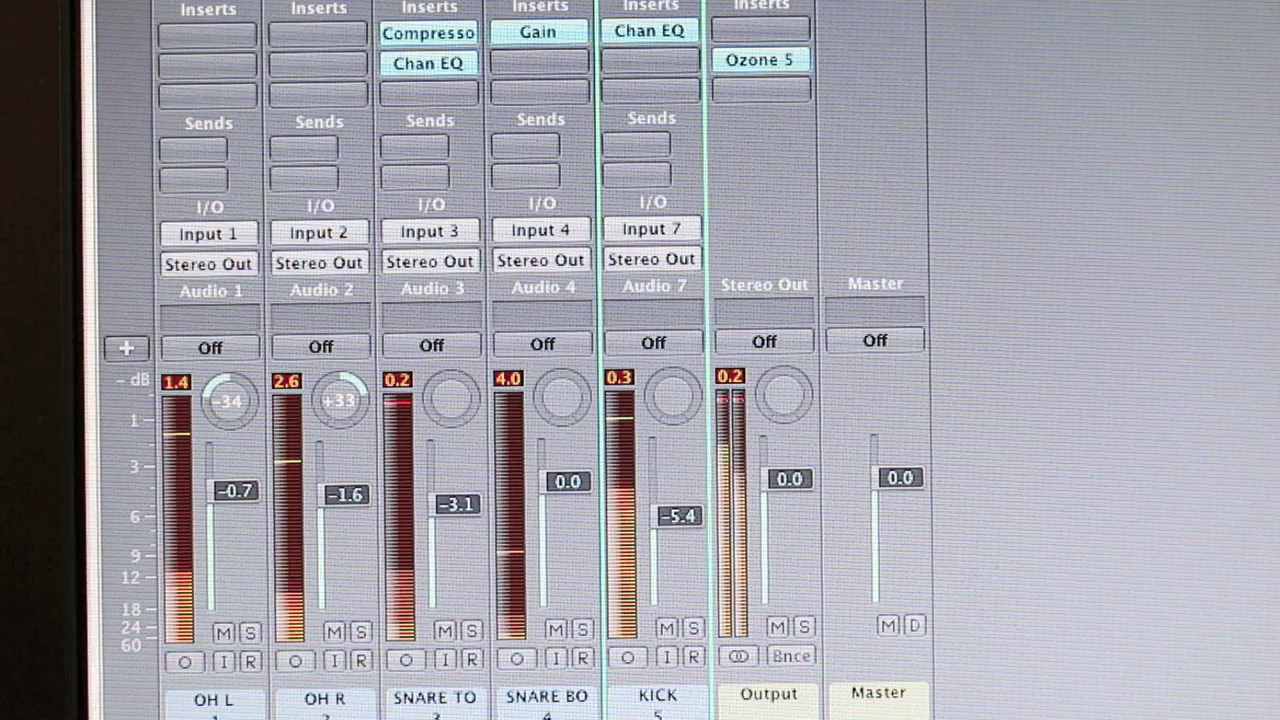 Inserts Inserts Inserts Inserts Inserts Inserts
Compresso Gain Chan EQ
Chan EQ Ozone 5
Sends Sends Sends Sends Sends
I/O I/O I/O I/O I/O
Input 1 Input 2 Input 3 Input 4 Input 7
Stereo Out Stereo Out Stereo Out Stereo Out Stereo Out
Audio 1 Audio 2 Audio 3 Audio 4 Audio 7 Stereo Out Master
+ Off Off Off Off Off Off Off
– dB 1.4 2.6 0.2 4.0 0.3 0.2
-34 +33
1
3
-0.7 -1.6 -3.1 0.0 -5.4 0.0 0.0
6
9
12
18
24
60
M S M S M S M S M S M S M D
I R I R I R I R I R Bnce
OH L OH R SNARE TO SNARE BO KICK Output Master
1 2 3 4 5